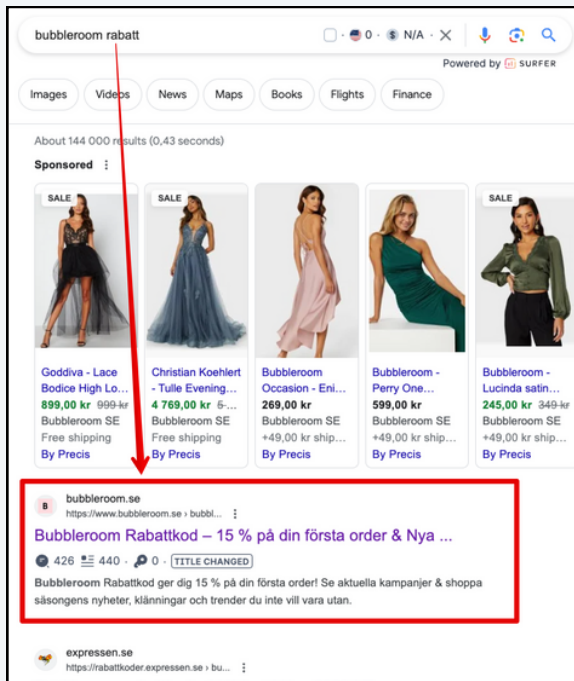 bubbleroom rabatt
· 0 · $ N/A ·
Powered by SURFER
Images
Videos
News
Maps
Books
Flights
Finance
About 144 000 results (0,43 seconds)
Sponsored
SALE
Goddiva - Lace
Bodice High Lo...
899,00 kr 999 kr
Bubbleroom SE
Free shipping
By Precis
SALE
Christian Koehlert
- Tulle Evening...
4 769,00 kr 5-...
Bubbleroom SE
Free shipping
By Precis
Bubbleroom
Occasion - Eni...
269,00 kr
Bubbleroom SE
+49,00 kr ship...
By Precis
Bubbleroom -
Perry One...
599,00 kr
Bubbleroom SE
+49,00 kr ship...
By Precis
SALE
Bubbleroom -
Lucinda satin...
245,00 kr 349 kr
Bubbleroom SE
+49,00 kr ship...
By Precis
B
bubbleroom.se
https://www.bubbleroom.se › bubbl...
Bubbleroom Rabattkod – 15 % på din första order & Nya ...
426 440 · 0 · TITLE CHANGED
Bubbleroom Rabattkod ger dig 15 % på din första order! Se aktuella kampanjer & shoppa
säsongens nyheter, klänningar och trender du inte vill vara utan.
expressen.se
https://rabattkoder.expressen.se › bu...